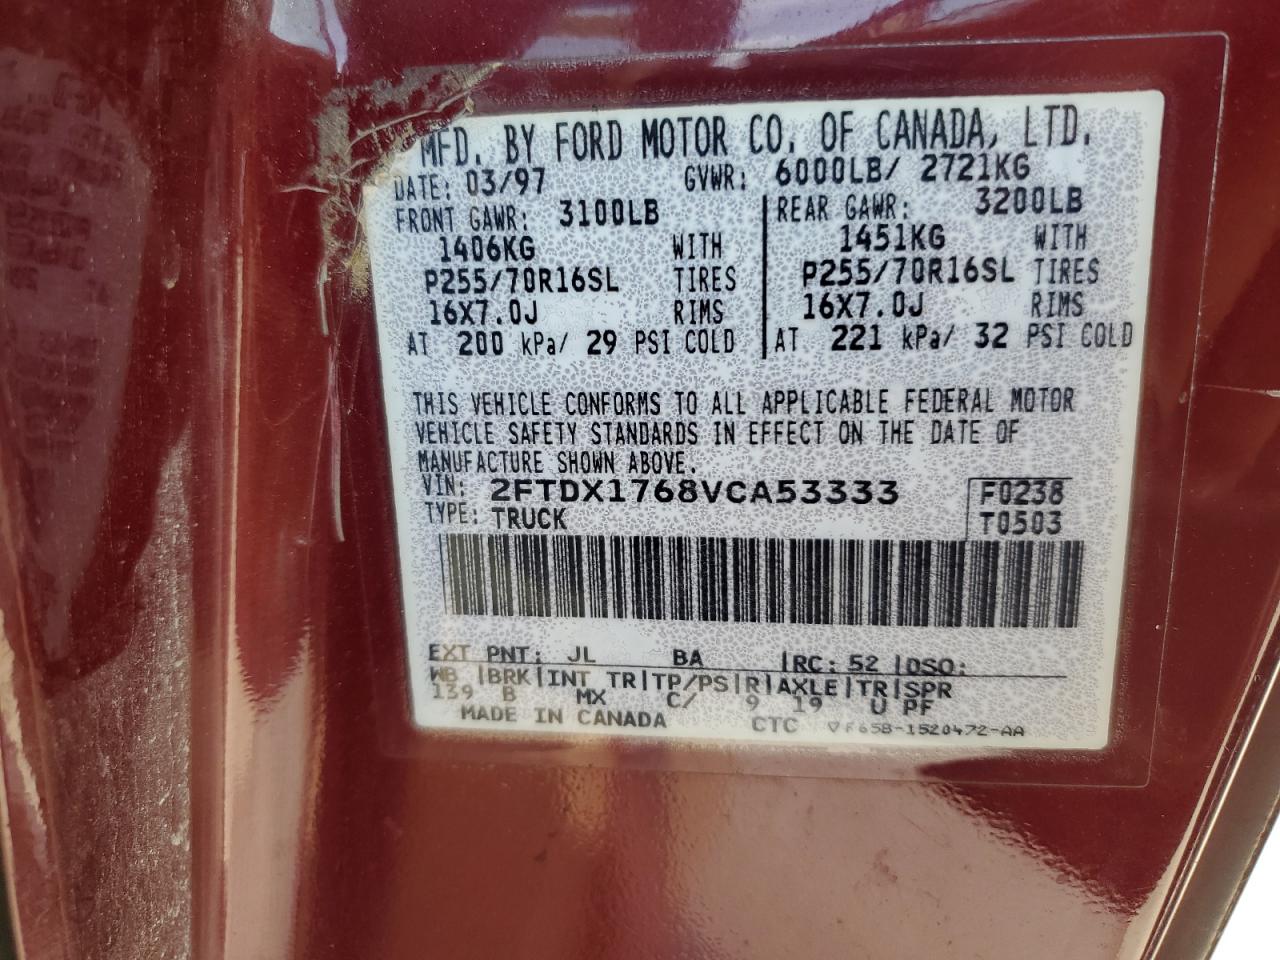 MFD. BY FORD MOTOR CO. OF CANADA, LTD.
DATE: 03/97 GVWR: 6000LB/ 2721KG
FRONT GAWR: 3100LB REAR GAWR: 3200LB
1406KG WITH 1451KG WITH
P255/70R16SL TIRES P255/70R16SL TIRES
16X7.0J RIMS 16X7.0J RIMS
AT 200 kPa/ 29 PSI COLD AT 221 kPa/ 32 PSI COLD
THIS VEHICLE CONFORMS TO ALL APPLICABLE FEDERAL MOTOR
VEHICLE SAFETY STANDARDS IN EFFECT ON THE DATE OF
MANUFACTURE SHOWN ABOVE.
VIN: 2FTDX1768VCA53333 F0238
TYPE: TRUCK T0503
EXT PNT: JL BA RC: 52 DSO:
WB BRK INT TR TP/PS R AXLE TR SPR
139 B MX C/ 9 19 U PF
MADE IN CANADA CTC F65B-1520472-AA